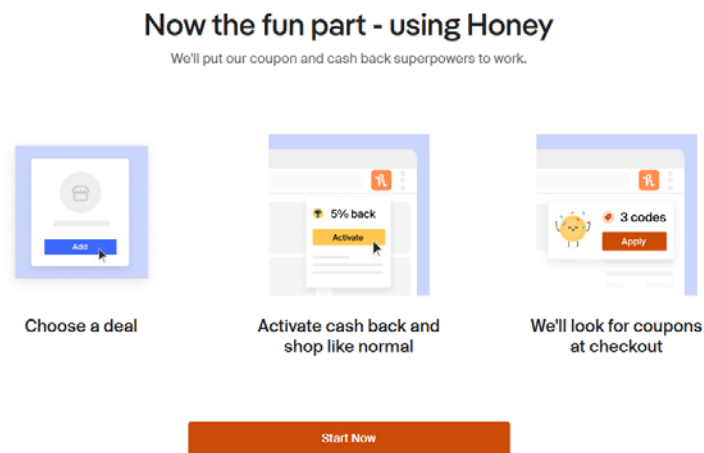 Now the fun part - using Honey
We'll put our coupon and cash back superpowers to work.
Add
5% back
Activate
3 codes
Apply
Choose a deal
Activate cash back and
shop like normal
We'll look for coupons
at checkout
Start Now